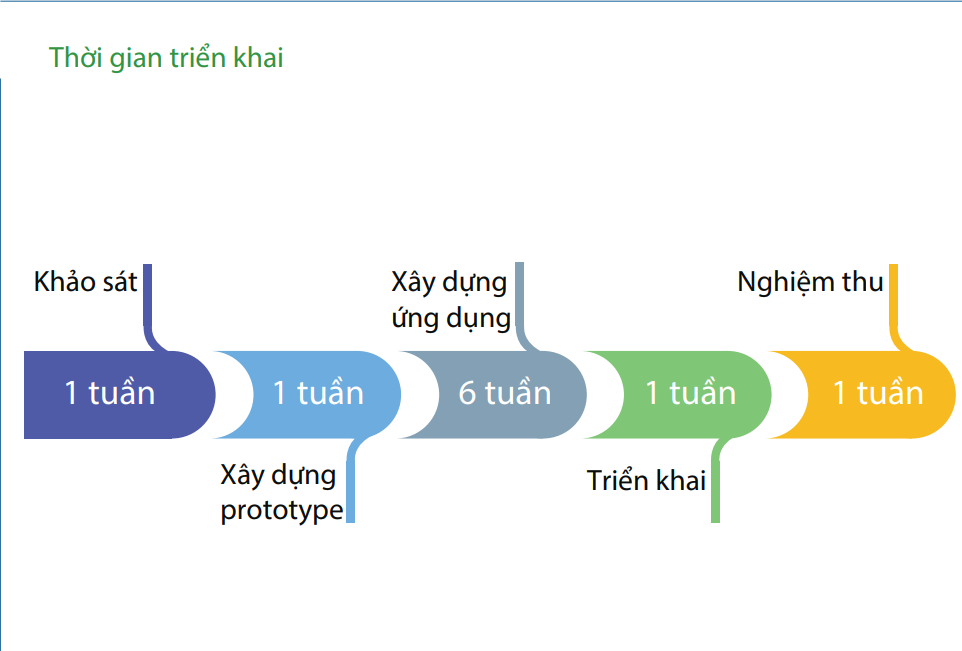 Thời gian triển khai
Khảo sát
Xây dựng
ứng dụng
Nghiệm thu
1 tuần
1 tuần
6 tuần
1 tuần
1 tuần
Xây dựng
prototype
Triển khai